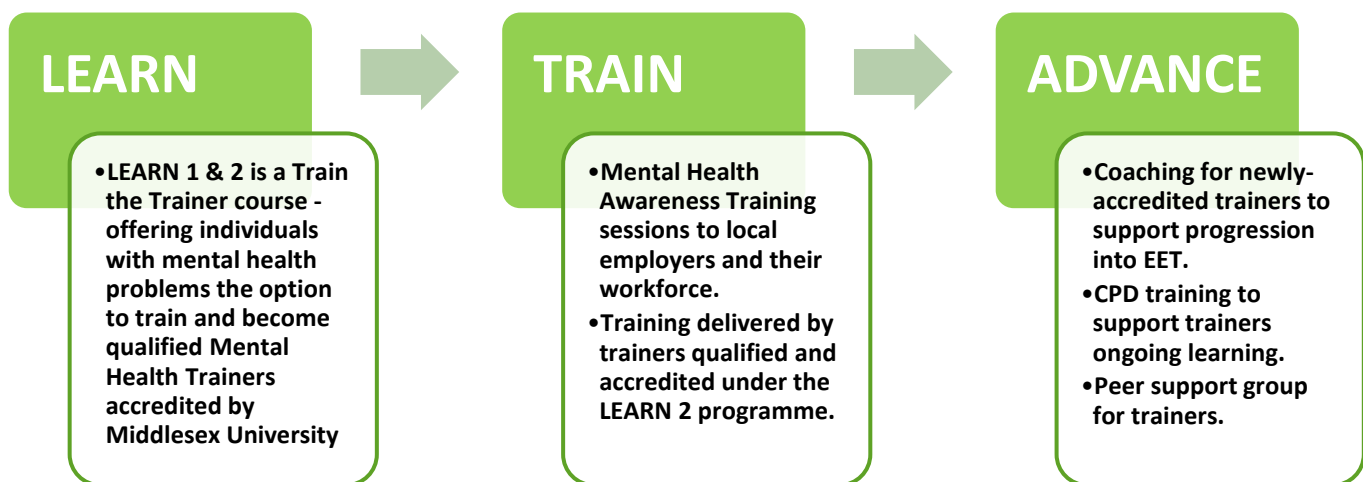 LEARN
•LEARN 1 & 2 is a Train
the Trainer course -
offering individuals
with mental health
problems the option
to train and become
qualified Mental
Health Trainers
accredited by
Middlesex University
TRAIN
•Mental Health
Awareness Training
sessions to local
employers and their
workforce.
•Training delivered by
trainers qualified and
accredited under the
LEARN 2 programme.
ADVANCE
•Coaching for newly-
accredited trainers to
support progression
into EET.
•CPD training to
support trainers
ongoing learning.
•Peer support group
for trainers.